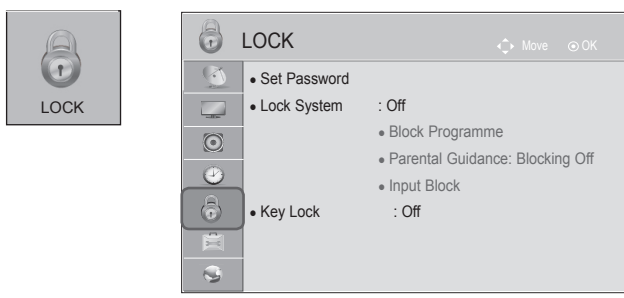 LOCK
LOCK
Move OK
• Set Password
• Lock System : Off
• Block Programme
• Parental Guidance: Blocking Off
• Input Block
• Key Lock : Off